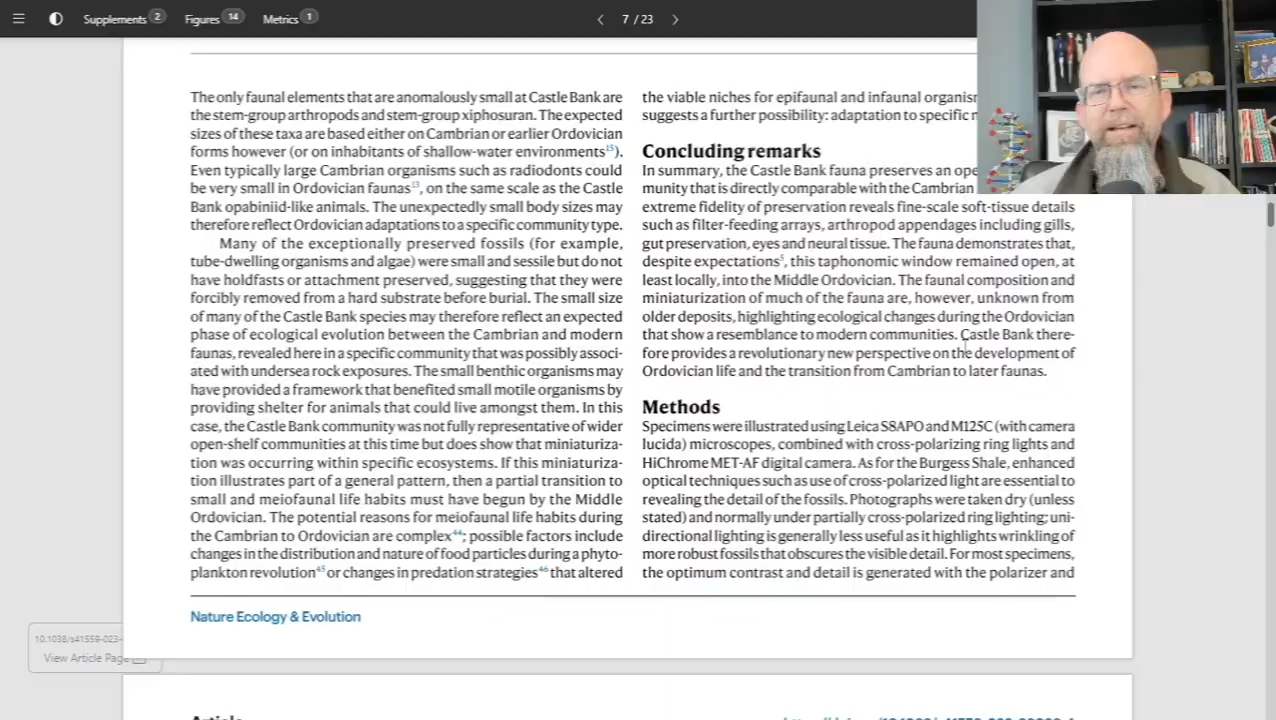 Supplements 2
Figures 14
Metrics 1
7 / 23
The only faunal elements that are anomalously small at Castle Bank are
the stem-group arthropods and stem-group xiphosuran. The expected
sizes of these taxa are based either on Cambrian or earlier Ordovician
forms however (or on inhabitants of shallow-water environments15).
Even typically large Cambrian organisms such as radiodonts could
be very small in Ordovician faunas13, on the same scale as the Castle
Bank opabiniid-like animals. The unexpectedly small body sizes may
therefore reflect Ordovician adaptations to a specific community type.
Many of the exceptionally preserved fossils (for example,
tube-dwelling organisms and algae) were small and sessile but do not
have holdfasts or attachment preserved, suggesting that they were
forcibly removed from a hard substrate before burial. The small size
of many of the Castle Bank species may therefore reflect an expected
phase of ecological evolution between the Cambrian and modern
faunas, revealed here in a specific community that was possibly associ-
ated with undersea rock exposures. The small benthic organisms may
have provided a framework that benefited small motile organisms by
providing shelter for animals that could live amongst them. In this
case, the Castle Bank community was not fully representative of wider
open-shelf communities at this time but does show that miniaturiza-
tion was occurring within specific ecosystems. If this miniaturiza-
tion illustrates part of a general pattern, then a partial transition to
small and meiofaunal life habits must have begun by the Middle
Ordovician. The potential reasons for meiofaunal life habits during
the Cambrian to Ordovician are complex44; possible factors include
changes in the distribution and nature of food particles during a phyto-
plankton revolution45 or changes in predation strategies46 that altered
the viable niches for epifaunal and infaunal organisr
suggests a further possibility: adaptation to specific
Concluding remarks
In summary, the Castle Bank fauna preserves an ope
munity that is directly comparable with the Cambrian
extreme fidelity of preservation reveals fine-scale soft-tissue details
such as filter-feeding arrays, arthropod appendages including gills,
gut preservation, eyes and neural tissue. The fauna demonstrates that,
despite expectations5, this taphonomic window remained open, at
least locally, into the Middle Ordovician. The faunal composition and
miniaturization of much of the fauna are, however, unknown from
older deposits, highlighting ecological changes during the Ordovician
that show a resemblance to modern communities. Castle Bank there-
fore provides a revolutionary new perspective on the development of
Ordovician life and the transition from Cambrian to later faunas.
Methods
Specimens were illustrated using Leica S8APO and M125C (with camera
lucida) microscopes, combined with cross-polarizing ring lights and
HiChrome MET-AF digital camera. As for the Burgess Shale, enhanced
optical techniques such as use of cross-polarized light are essential to
revealing the detail of the fossils. Photographs were taken dry (unless
stated) and normally under partially cross-polarized ring lighting; uni-
directional lighting is generally less useful as it highlights wrinkling of
more robust fossils that obscures the visible detail. For most specimens,
the optimum contrast and detail is generated with the polarizer and
Nature Ecology & Evolution
10.1038/s41559-023-
View Article Page
Article